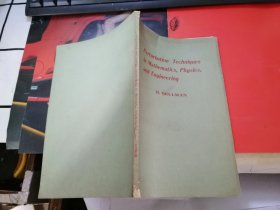 Perturbation Techniques
in Mathematics, Physics,
and Engineering
R. BELLMAN